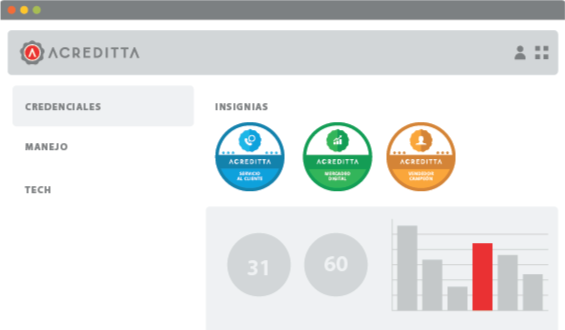 ACREDITTA
CREDENCIALES
MANEJO
TECH
INSIGNIAS
ACREDITTA
SERVICIO
AL CLIENTE
ACREDITTA
MERCADEO
DIGITAL
ACREDITTA
VENDEDOR
CAMPEÓN
31
60